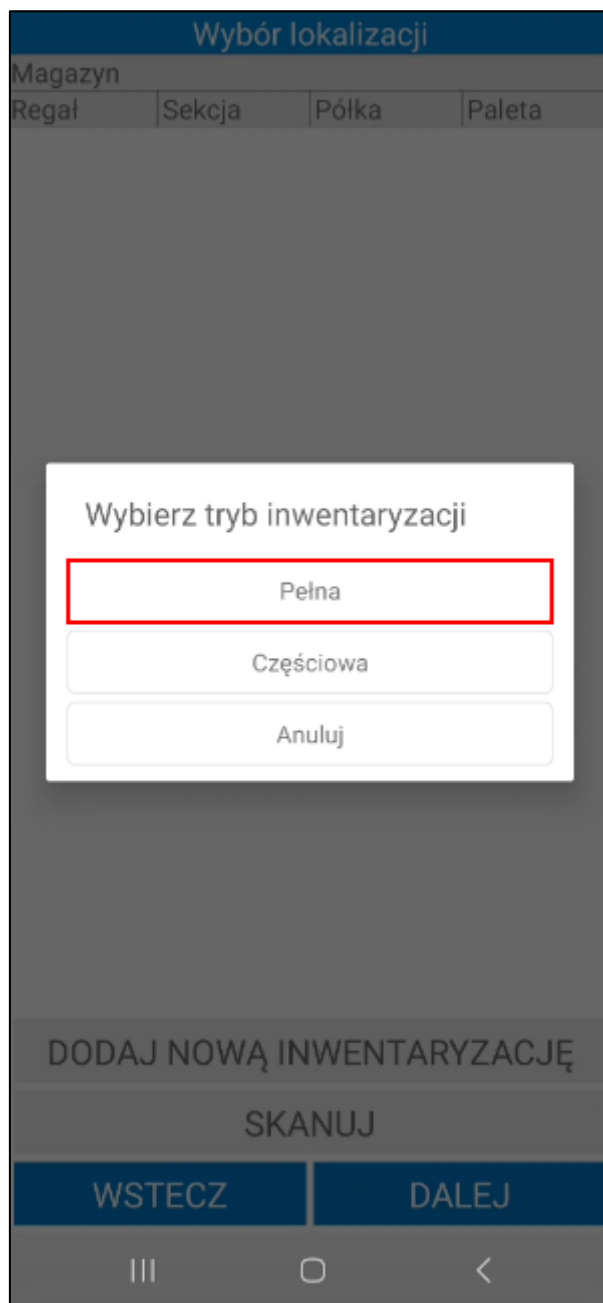 Wybór lokalizacji
Magazyn
Regał Sekcja Półka Paleta
Wybierz tryb inwentaryzacji
Pełna
Częściowa
Anuluj
DODAJ NOWĄ INWENTARYZACJĘ
SKANUJ
WSTECZ DALEJ